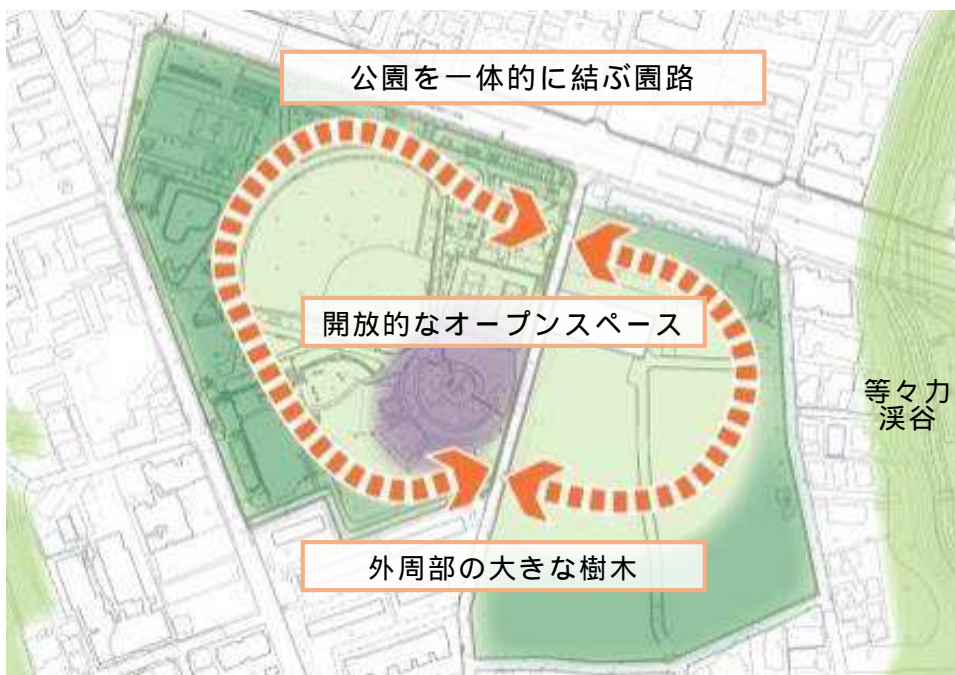 公園を一体的に結ぶ園路
開放的なオープンスペース
等々力
渓谷
外周部の大きな樹木